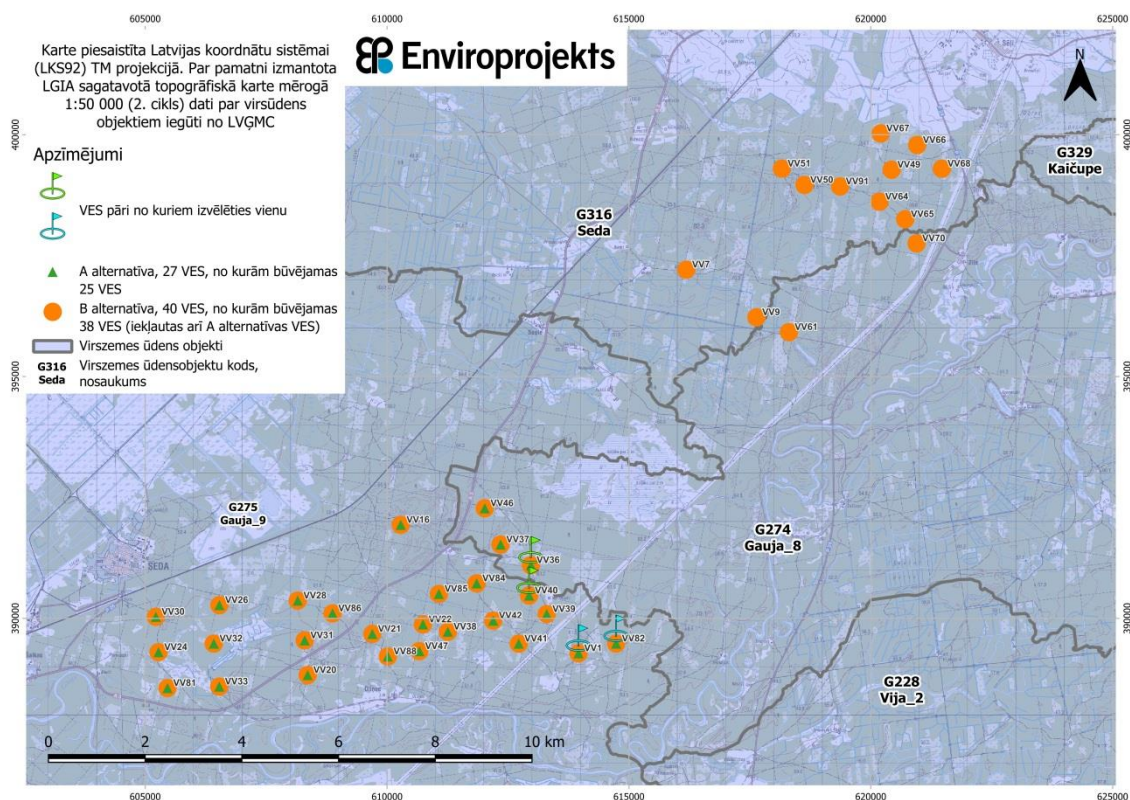 605000
610000
615000
620000
625000
Karte piesaistīta Latvijas koordnātu sistēmai
(LKS92) TM projekcijā. Par pamatni izmantota
LGIA sagatavotā topogrāfiskā karte mērogā
1:50 000 (2. cikls) dati par virsūdens
objektiem iegūti no LVĢMC
Enviroprojekts
N
400000
400000
Apzīmējumi
VES pāri no kuriem izvēlēties vienu
A alternatīva, 27 VES, no kurām būvējamas
25 VES
B alternatīva, 40 VES, no kurām būvējamas
38 VES (iekļautas arī A alternatīvas VES)
Virszemes ūdens objekti
G316
Seda
Virszemes ūdensobjektu kods,
nosaukums
VV67
VV66
VV51
VV49
VV68
VV50
VV91
VV64
VV65
VV70
G329
Kaičupe
G316
Seda
VV7
VV9
VV61
395000
395000
VV46
G275
Gauja_9
VV16
G274
Gauja_8
VV37
VV36
SEDA
VV84
VV85
VV40
VV28
VV26
VV86
VV39
VV30
VV42
VV22
VV38
VV21
VV31
VV32
VV41
VV82
VV1
VV24
VV47
VV88
VV20
VV33
VV81
390000
390000
G228
Vija_2
0
2
4
6
8
10 km
605000
610000
615000
620000
625000